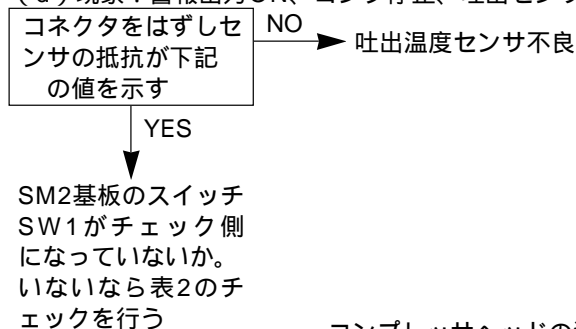 コネクタをはずしセ
ンサの抵抗が下記
の値を示す
NO
吐出温度センサ不良
YES
SM2基板のスイッチ
SW1がチェック側
になっていないか。
いないなら表2のチ
ェックを行う